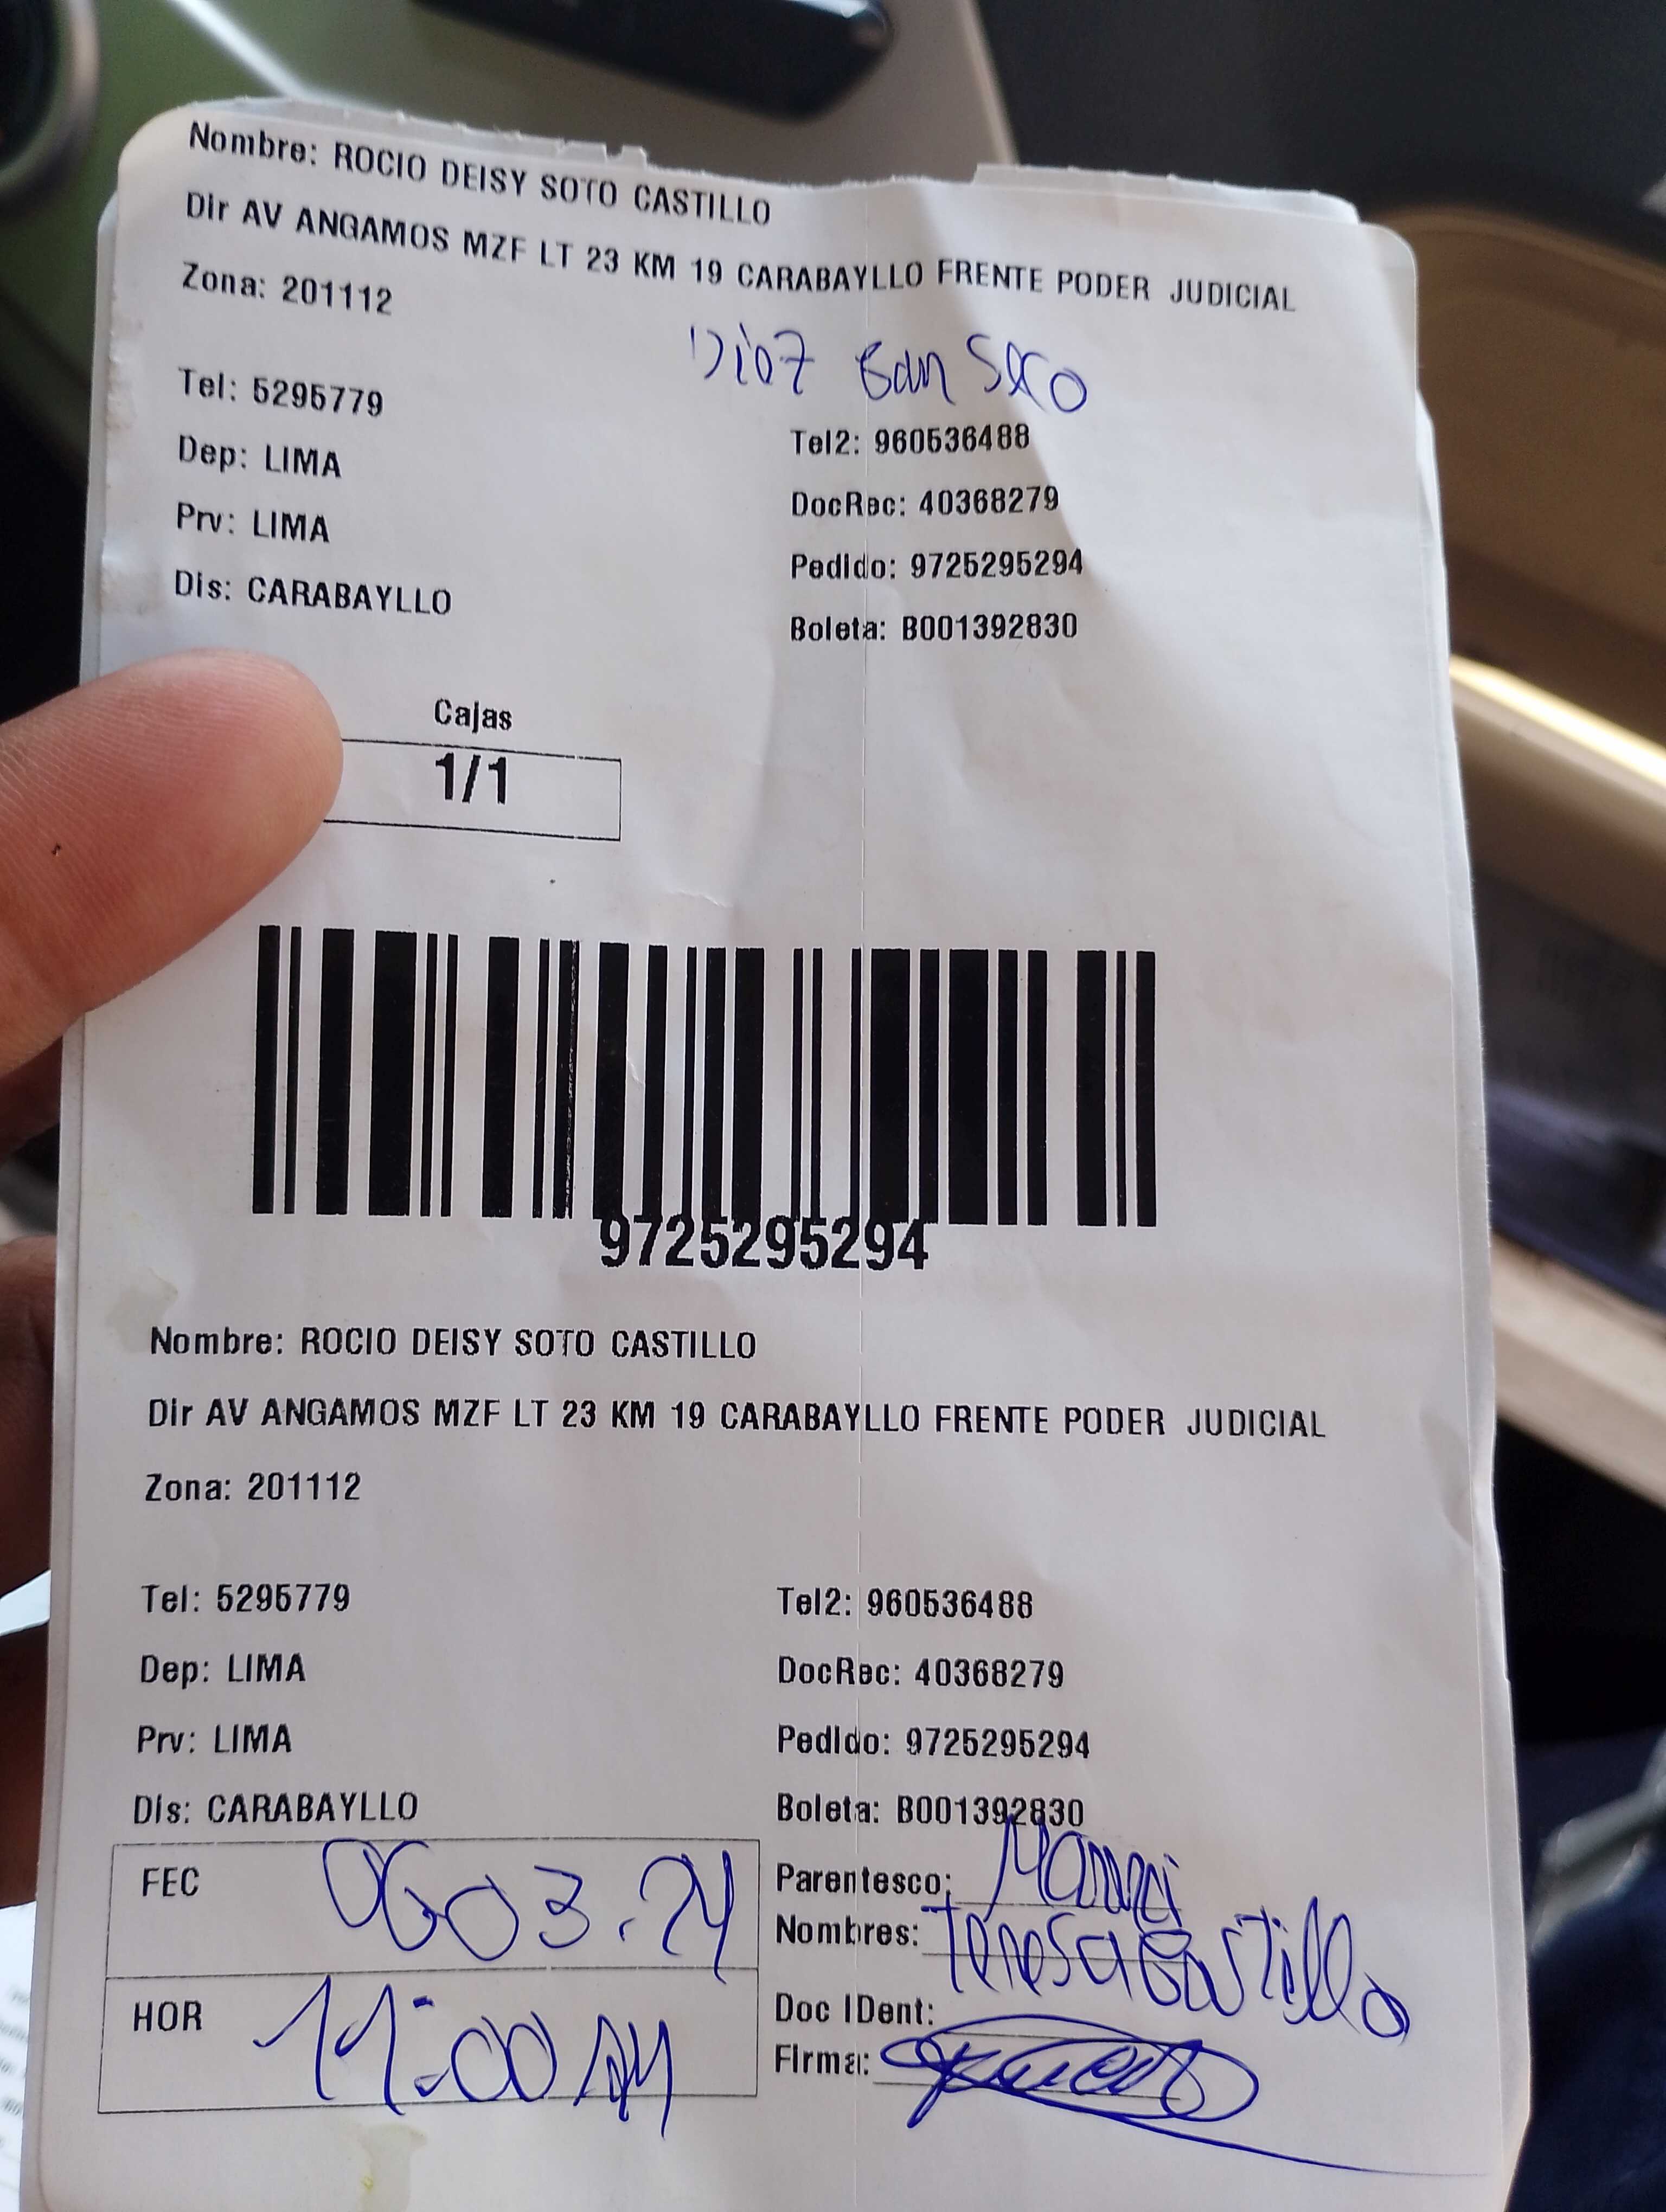 Nombre: ROCIO DEISY SOTO CASTILLO
Dir AV ANGAMOS MZF LT 23 KM 19 CARABAYLLO FRENTE PODER JUDICIAL
Zona: 201112
Tel: 5295779
Tel2: 960536488
Dep: LIMA
DocRec: 40368279
Prv: LIMA
Pedido: 9725295294
Dis: CARABAYLLO
Boleta: B001392830
Cajas
1/1
9725295294
Nombre: ROCIO DEISY SOTO CASTILLO
Dir AV ANGAMOS MZF LT 23 KM 19 CARABAYLLO FRENTE PODER JUDICIAL
Zona: 201112
Tel: 5295779
Tel2: 960536488
Dep: LIMA
DocRec: 40368279
Prv: LIMA
Pedido: 9725295294
Dis: CARABAYLLO
Boleta: B001392830
FEC 06 03.24
Parentesco:
Nombres: Teresa Castillo
HOR 11:00 AM
Doc IDent:
Firma: